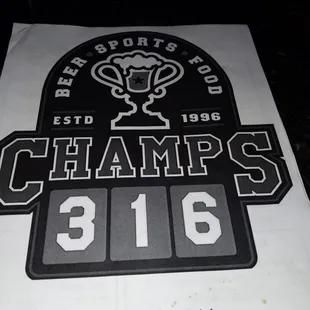 BEER • SPORTS • FOOD
ESTD 1996
CHAMPS
316